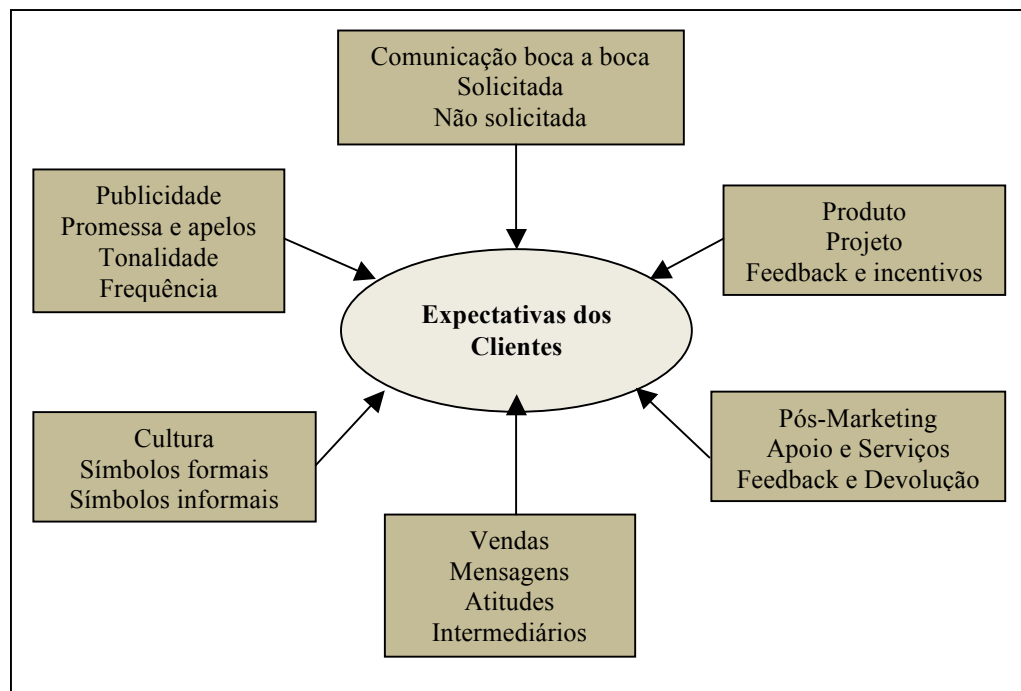 Comunicação boca a boca
Solicitada
Não solicitada
Publicidade
Promessa e apelos
Tonalidade
Frequência
Produto
Projeto
Feedback e incentivos
Expectativas dos
Clientes
Cultura
Símbolos formais
Símbolos informais
Pós-Marketing
Apoio e Serviços
Feedback e Devolução
Vendas
Mensagens
Atitudes
Intermediários